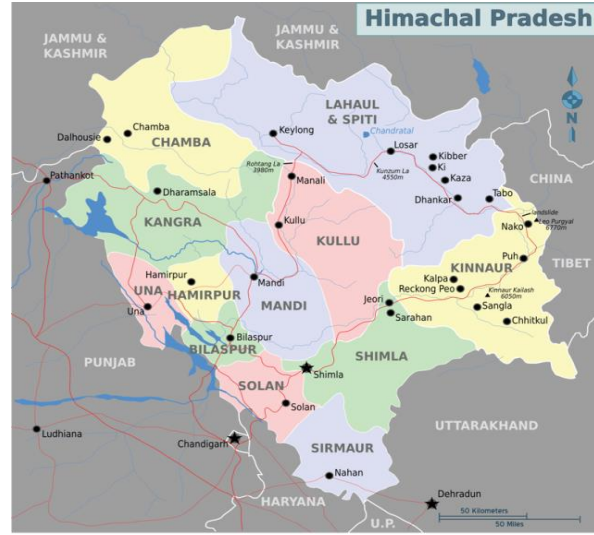 Himachal Pradesh
JAMMU &
KASHMIR
JAMMU &
KASHMIR
LAHAUL
& SPITI
Chandratal
N
Chamba
Dalhousie
CHAMBA
Keylong
Losar
Kibber
Ki
Kaza
Rohtang La
3980m
Kunzum La
4550m
Manali
Pathankot
Dharamsala
CHINA
Dhankar
Tabo
landslide
Leo Purgyal
6770m
Nako
KANGRA
Kullu
KULLU
Puh
TIBET
KINNAUR
Hamirpur
Mandi
Kalpa
Reckong Peo
Kinnaur Kailash
6050m
UNA
HAMIRPUR
MANDI
Una
Jeori
Sarahan
Sangla
Chhitkul
Bilaspur
BILASPUR
PUNJAB
SHIMLA
Shimla
SOLAN
Solan
UTTARAKHAND
Ludhiana
Chandigarh
SIRMAUR
Nahan
HARYANA
Dehradun
U.P.
50 Kilometers
50 Miles